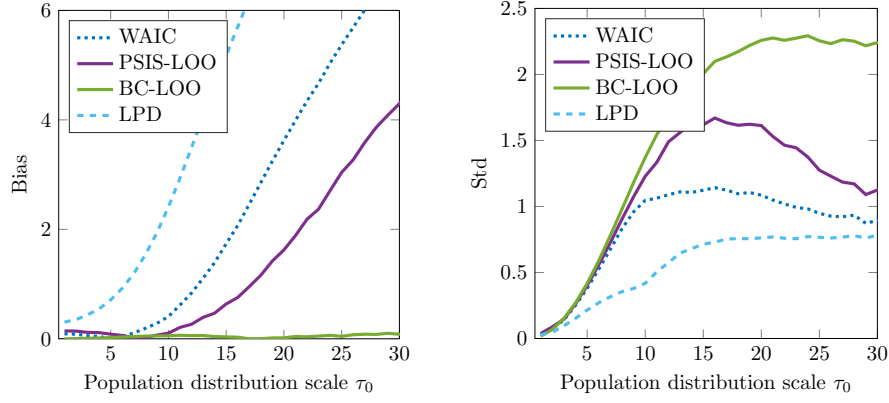 6
4
2
0
Bias
5
10
15
20
25
30
Population distribution scale τ₀
WAIC
PSIS-LOO
BC-LOO
LPD
2.5
2
1.5
1
0.5
0
Std
5
10
15
20
25
30
Population distribution scale τ₀
WAIC
PSIS-LOO
BC-LOO
LPD